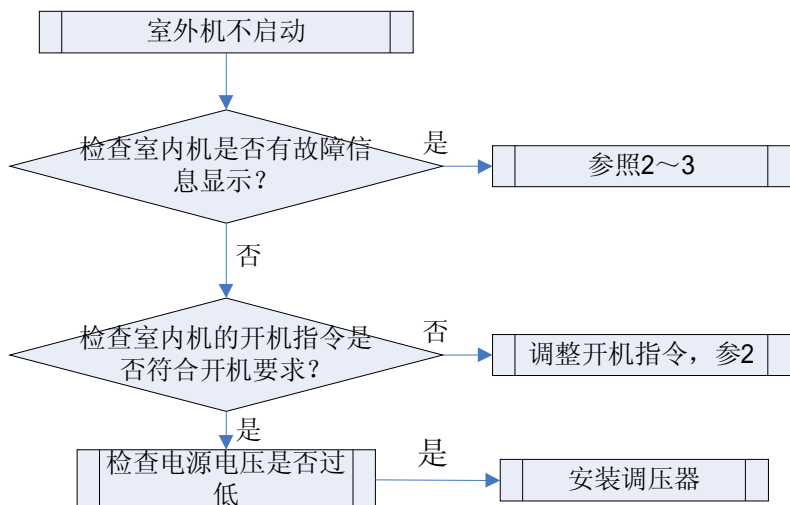 室外机不启动
检查室内机是否有故障信
息显示？
是
参照2～3
否
检查室内机的开机指令是
否符合开机要求？
否
调整开机指令，参2
是
检查电源电压是否过
低
是
安装调压器